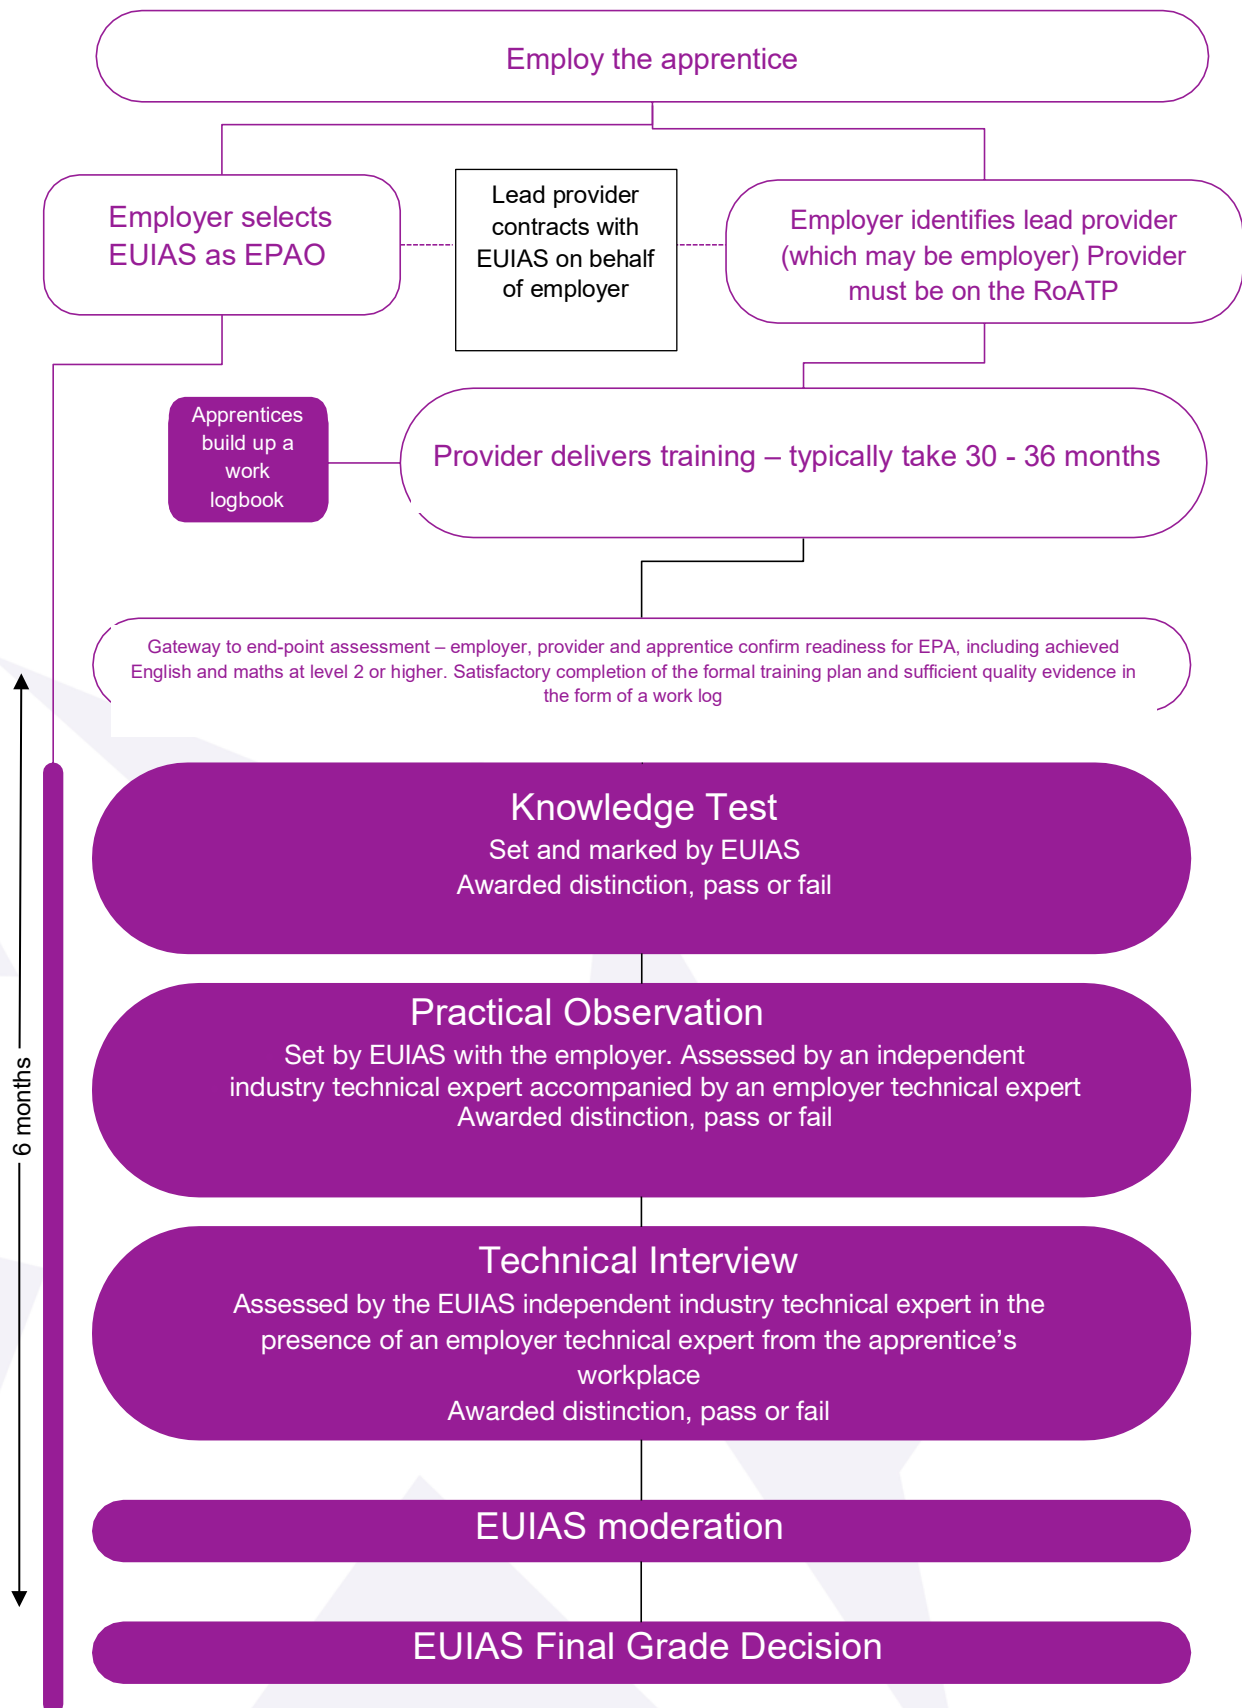 Employ the apprentice
Employer selects
EUIAS as EPAO
Lead provider
contracts with
EUIAS on behalf
of employer
Employer identifies lead provider
(which may be employer) Provider
must be on the RoATP
Apprentices
build up a
work
logbook
Provider delivers training – typically take 30 - 36 months
Gateway to end-point assessment – employer, provider and apprentice confirm readiness for EPA, including achieved
English and maths at level 2 or higher. Satisfactory completion of the formal training plan and sufficient quality evidence in
the form of a work log
6 months
Knowledge Test
Set and marked by EUIAS
Awarded distinction, pass or fail
Practical Observation
Set by EUIAS with the employer. Assessed by an independent
industry technical expert accompanied by an employer technical expert
Awarded distinction, pass or fail
Technical Interview
Assessed by the EUIAS independent industry technical expert in the
presence of an employer technical expert from the apprentice’s
workplace
Awarded distinction, pass or fail
EUIAS moderation
EUIAS Final Grade Decision